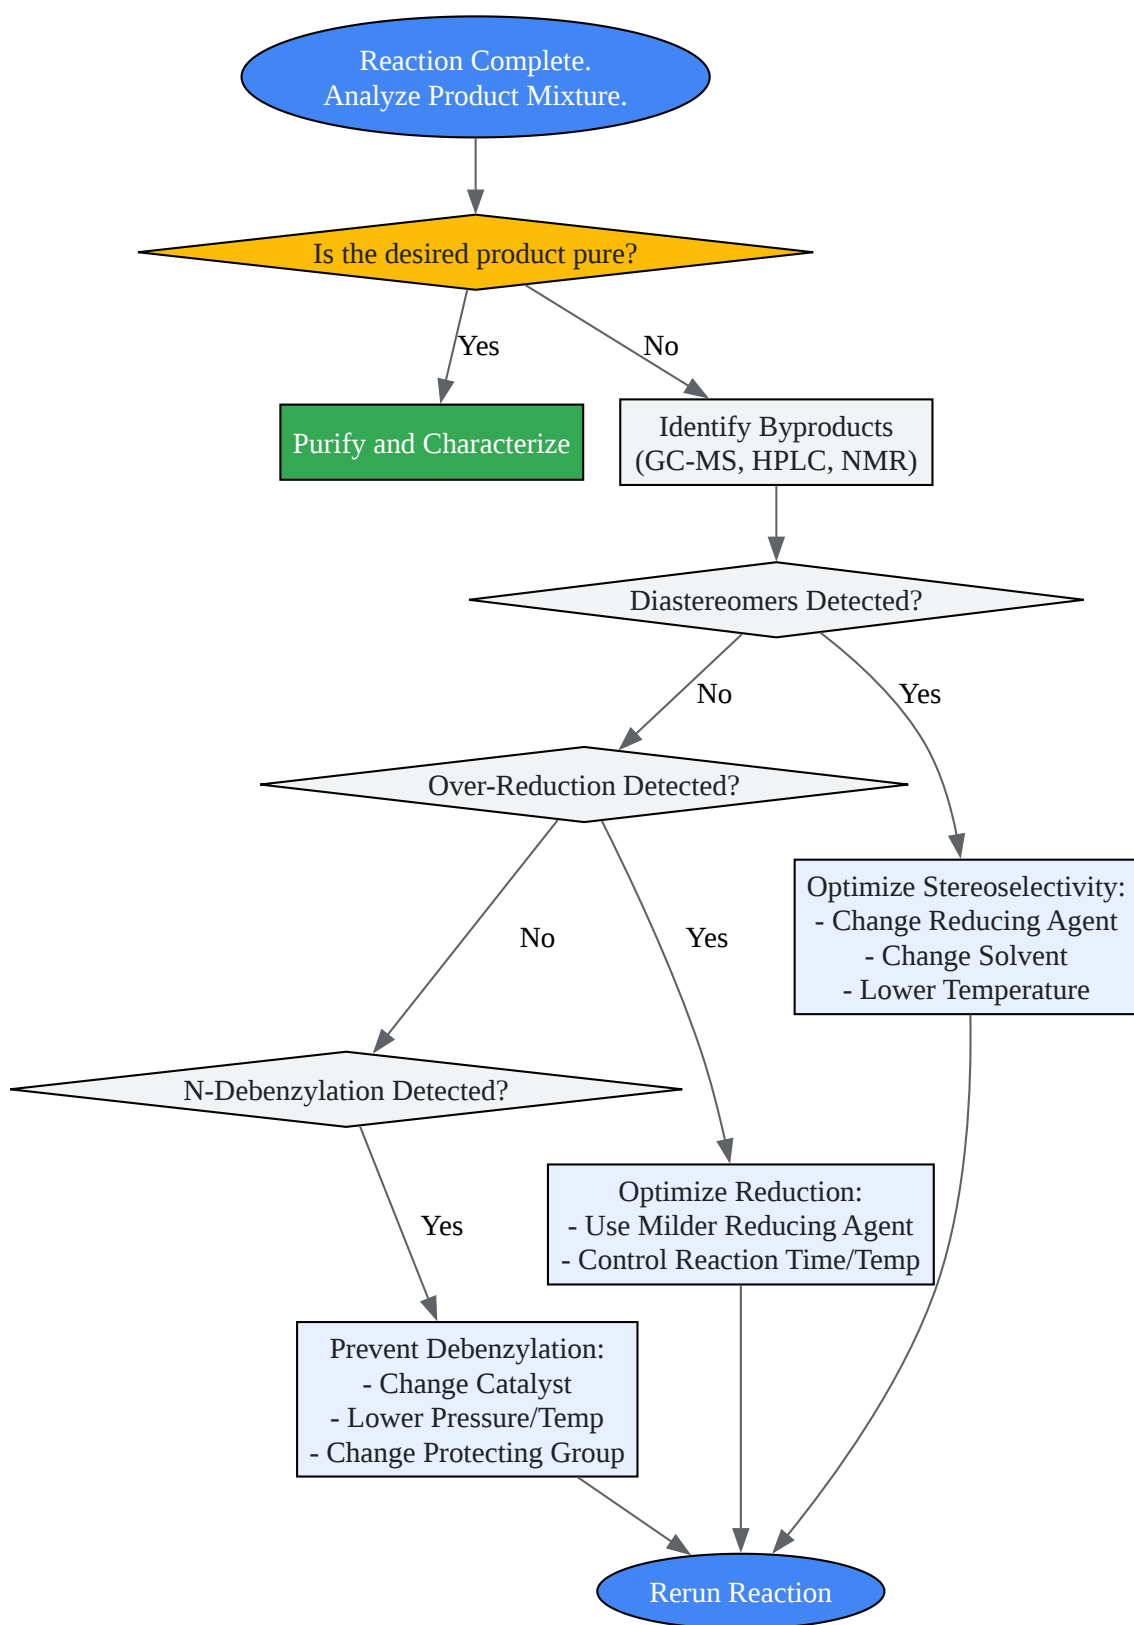 Reaction Complete.
Analyze Product Mixture.
Is the desired product pure?
Yes
No
Purify and Characterize
Identify Byproducts
(GC-MS, HPLC, NMR)
Diastereomers Detected?
No
Yes
Over-Reduction Detected?
Optimize Stereoselectivity:
- Change Reducing Agent
- Change Solvent
- Lower Temperature
No
Yes
N-Debenzylation Detected?
Optimize Reduction:
- Use Milder Reducing Agent
- Control Reaction Time/Temp
Yes
Prevent Debenzylation:
- Change Catalyst
- Lower Pressure/Temp
- Change Protecting Group
Rerun Reaction